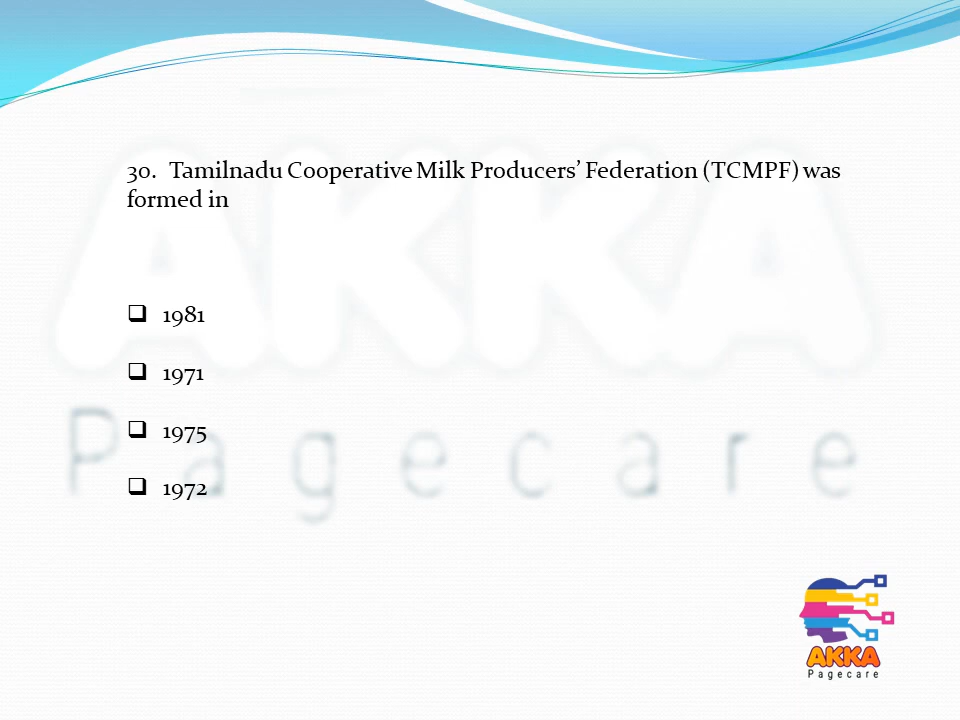 30. Tamilnadu Cooperative Milk Producers’ Federation (TCMPF) was
formed in
1981
1971
1975
1972
AKKA
Pagecare
AKKA
Pagecare